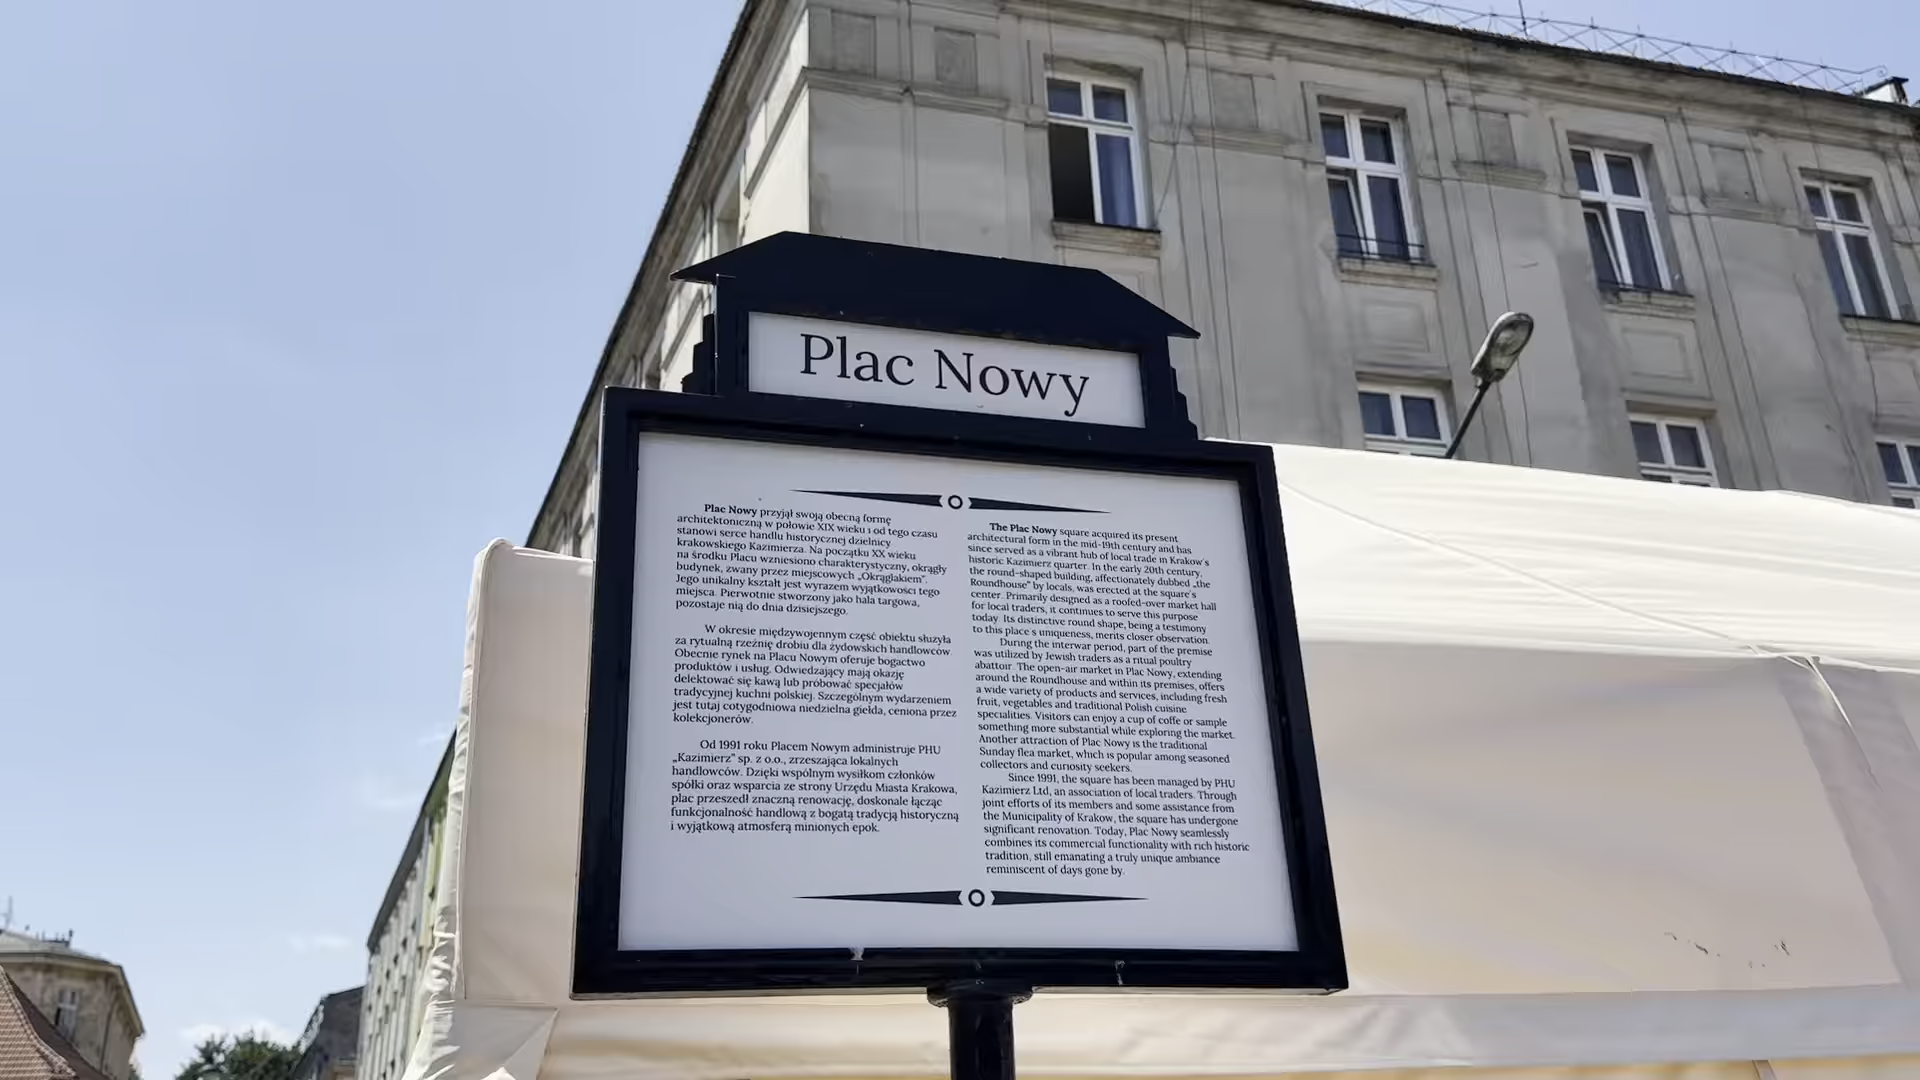 Plac Nowy
Plac Nowy przyjął swoją obecną formę
architektoniczną w połowie XIX wieku i od tego czasu
stanowi serce handlu historycznej dzielnicy
krakowskiego Kazimierza. Na początku XX wieku
na środku Placu wzniesiono charakterystyczny, okrągły
budynek, zwany przez miejscowych „Okrąglakiem”.
Jego unikalny kształt jest wyrazem wyjątkowości tego
miejsca. Pierwotnie stworzony jako hala targowa,
pozostaje nią do dnia dzisiejszego.
W okresie międzywojennym część obiektu służyła
za rytualną rzeźnię drobiu dla żydowskich handlowców.
Obecnie rynek na Placu Nowym oferuje bogactwo
produktów i usług. Odwiedzający mają okazję
delektować się kawą lub próbować specjałów
tradycyjnej kuchni polskiej. Szczególnym wydarzeniem
jest tutaj cotygodniowa niedzielna giełda, ceniona przez
kolekcjonerów.
Od 1991 roku Placem Nowym administruje PHU
„Kazimierz” sp. z o.o., zrzeszająca lokalnych
handlowców. Dzięki wspólnym wysiłkom członków
spółki oraz wsparcia ze strony Urzędu Miasta Krakowa,
plac przeszedł znaczną renowację, doskonale łącząc
funkcjonalność handlową z bogatą tradycją historyczną
i wyjątkową atmosferą minionych epok.
The Plac Nowy square acquired its present
architectural form in the mid-19th century and has
since served as a vibrant hub of local trade in Krakow's
historic Kazimierz quarter. In the early 20th century,
the round-shaped building, affectionately dubbed „the
Roundhouse” by locals, was erected at the square's
center. Primarily designed as a roofed-over market hall
for local traders, it continues to serve this purpose
today. Its distinctive round shape, being a testimony
to this place's uniqueness, merits closer observation.
During the interwar period, part of the premise
was utilized by Jewish traders as a ritual poultry
abattoir. The open-air market in Plac Nowy, extending
around the Roundhouse and within its premises, offers
a wide variety of products and services, including fresh
fruit, vegetables and traditional Polish cuisine
specialities. Visitors can enjoy a cup of coffe or sample
something more substantial while exploring the market.
Another attraction of Plac Nowy is the traditional
Sunday flea market, which is popular among seasoned
collectors and curiosity seekers.
Since 1991, the square has been managed by PHU
Kazimierz Ltd, an association of local traders. Through
joint efforts of its members and some assistance from
the Municipality of Krakow, the square has undergone
significant renovation. Today, Plac Nowy seamlessly
combines its commercial functionality with rich historic
tradition, still emanating a truly unique ambiance
reminiscent of days gone by.